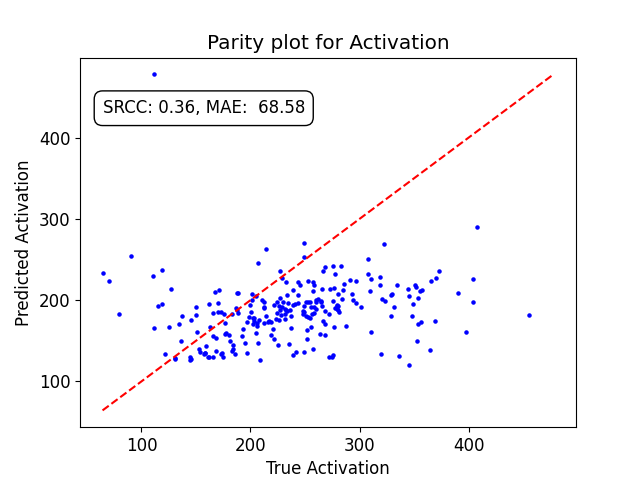 Parity plot for Activation
SRCC: 0.36, MAE:  68.58
Predicted Activation
400
300
200
100
100 200 300 400
True Activation